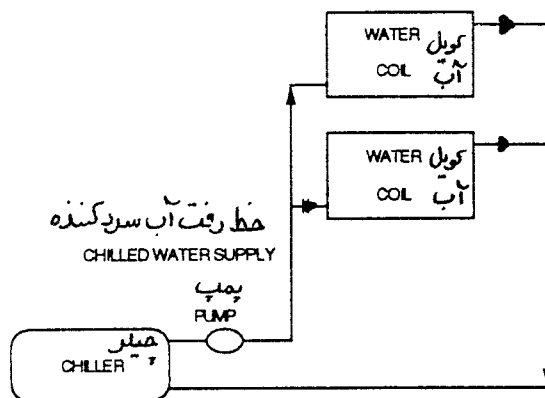 WATER کویل
COIL آب
WATER کویل
COIL آب
خط رفت آب سردکننده
CHILLED WATER SUPPLY
پمپ
PUMP
چیلر
CHILLER